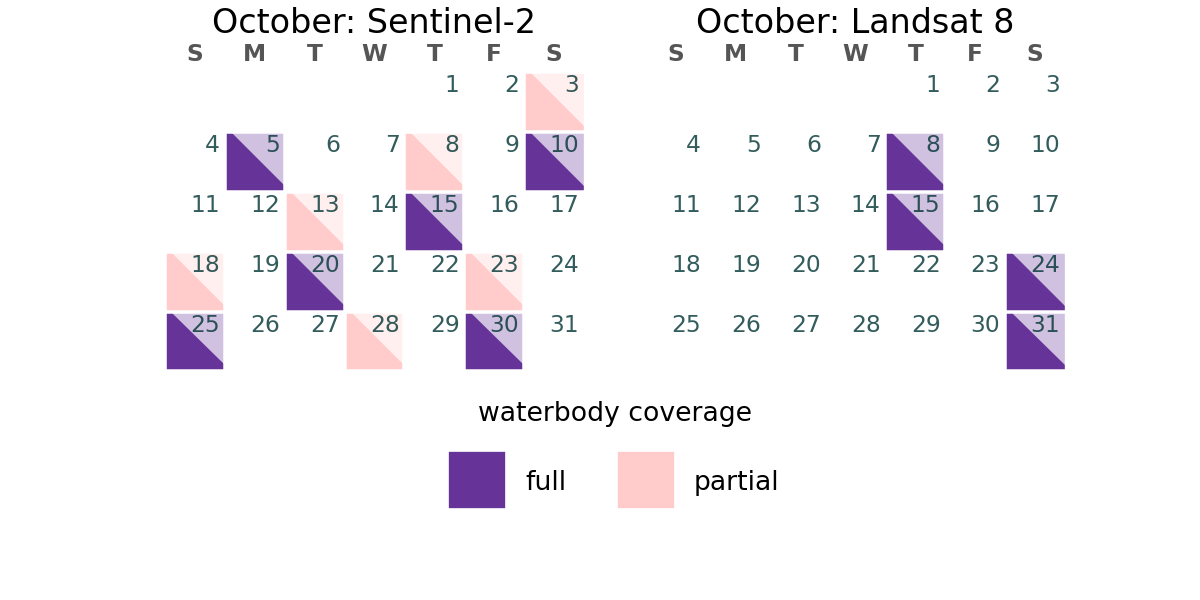 October: Sentinel-2
S M T W T F S
1 2 3
4 5 6 7 8 9 10
11 12 13 14 15 16 17
18 19 20 21 22 23 24
25 26 27 28 29 30 31
October: Landsat 8
S M T W T F S
1 2 3
4 5 6 7 8 9 10
11 12 13 14 15 16 17
18 19 20 21 22 23 24
25 26 27 28 29 30 31
waterbody coverage
full partial